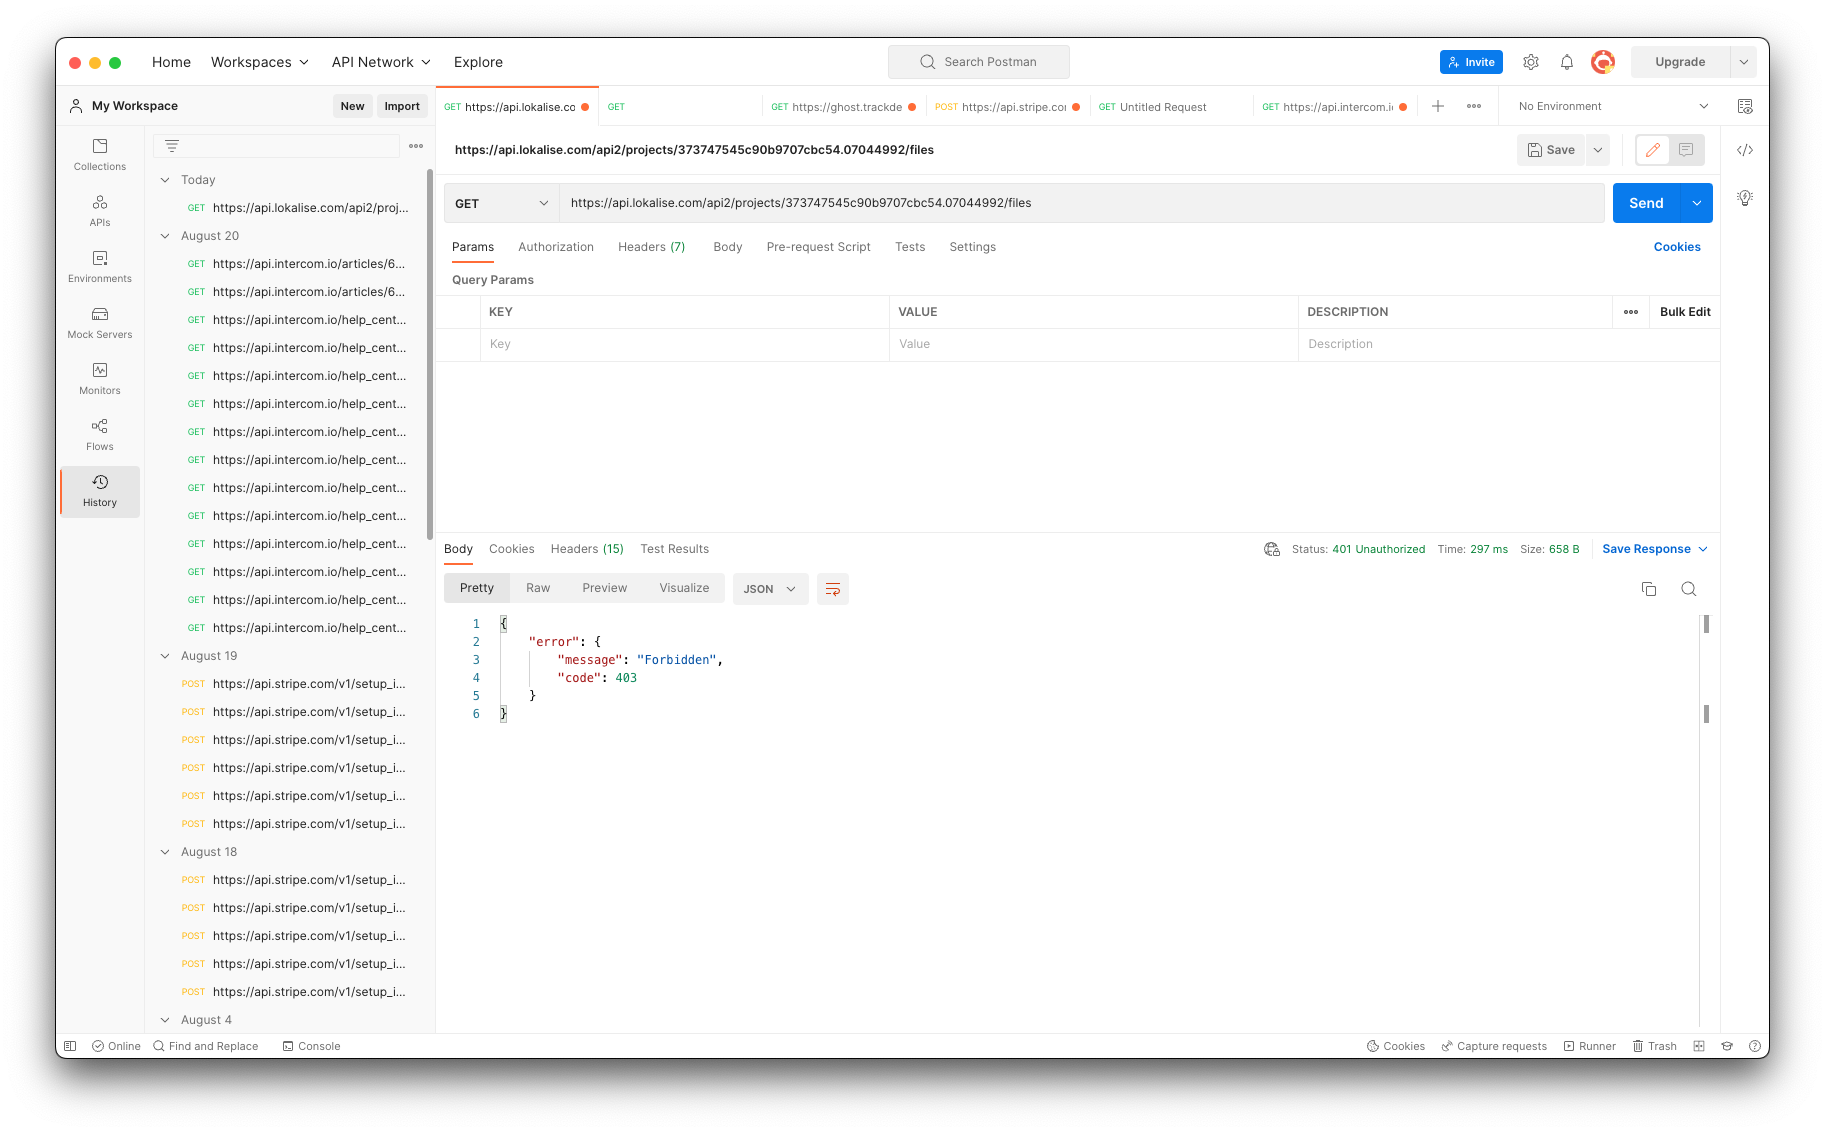 Home Workspaces API Network Explore Search Postman Invite Upgrade
My Workspace New Import
GET https://api.lokalise.co GET GET https://ghost.trackde POST https://api.stripe.cor GET Untitled Request GET https://api.intercom.i No Environment
Collections
APIs
Environments
Mock Servers
Monitors
Flows
History
Today
GET https://api.lokalise.com/api2/proj...
August 20
GET https://api.intercom.io/articles/6...
GET https://api.intercom.io/articles/6...
GET https://api.intercom.io/help_cent...
GET https://api.intercom.io/help_cent...
GET https://api.intercom.io/help_cent...
GET https://api.intercom.io/help_cent...
GET https://api.intercom.io/help_cent...
GET https://api.intercom.io/help_cent...
GET https://api.intercom.io/help_cent...
GET https://api.intercom.io/help_cent...
GET https://api.intercom.io/help_cent...
GET https://api.intercom.io/help_cent...
GET https://api.intercom.io/help_cent...
GET https://api.intercom.io/help_cent...
August 19
POST https://api.stripe.com/v1/setup_i...
POST https://api.stripe.com/v1/setup_i...
POST https://api.stripe.com/v1/setup_i...
POST https://api.stripe.com/v1/setup_i...
POST https://api.stripe.com/v1/setup_i...
POST https://api.stripe.com/v1/setup_i...
August 18
POST https://api.stripe.com/v1/setup_i...
POST https://api.stripe.com/v1/setup_i...
POST https://api.stripe.com/v1/setup_i...
POST https://api.stripe.com/v1/setup_i...
POST https://api.stripe.com/v1/setup_i...
August 4
https://api.lokalise.com/api2/projects/373747545c90b9707cbc54.07044992/files Save
GET https://api.lokalise.com/api2/projects/373747545c90b9707cbc54.07044992/files Send
Params Authorization Headers (7) Body Pre-request Script Tests Settings Cookies
Query Params
KEY VALUE DESCRIPTION Bulk Edit
Key Value Description
Body Cookies Headers (15) Test Results Status: 401 Unauthorized Time: 297 ms Size: 658 B Save Response
Pretty Raw Preview Visualize JSON
1 {
2 "error": {
3 "message": "Forbidden",
4 "code": 403
5 }
6 }
Online Find and Replace Console Cookies Capture requests Runner Trash